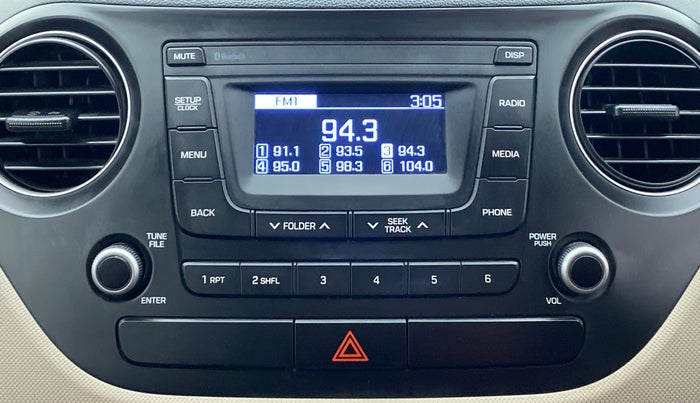 MUTE Bluetooth DISP
FM1 3:05
SETUP
CLOCK
RADIO
94.3
1 91.1 2 93.5 3 94.3
4 95.0 5 98.3 6 104.0
MENU
MEDIA
BACK
PHONE
FOLDER
SEEK
TRACK
TUNE
FILE
POWER
PUSH
1 RPT 2 SHFL 3 4 5 6
ENTER
VOL